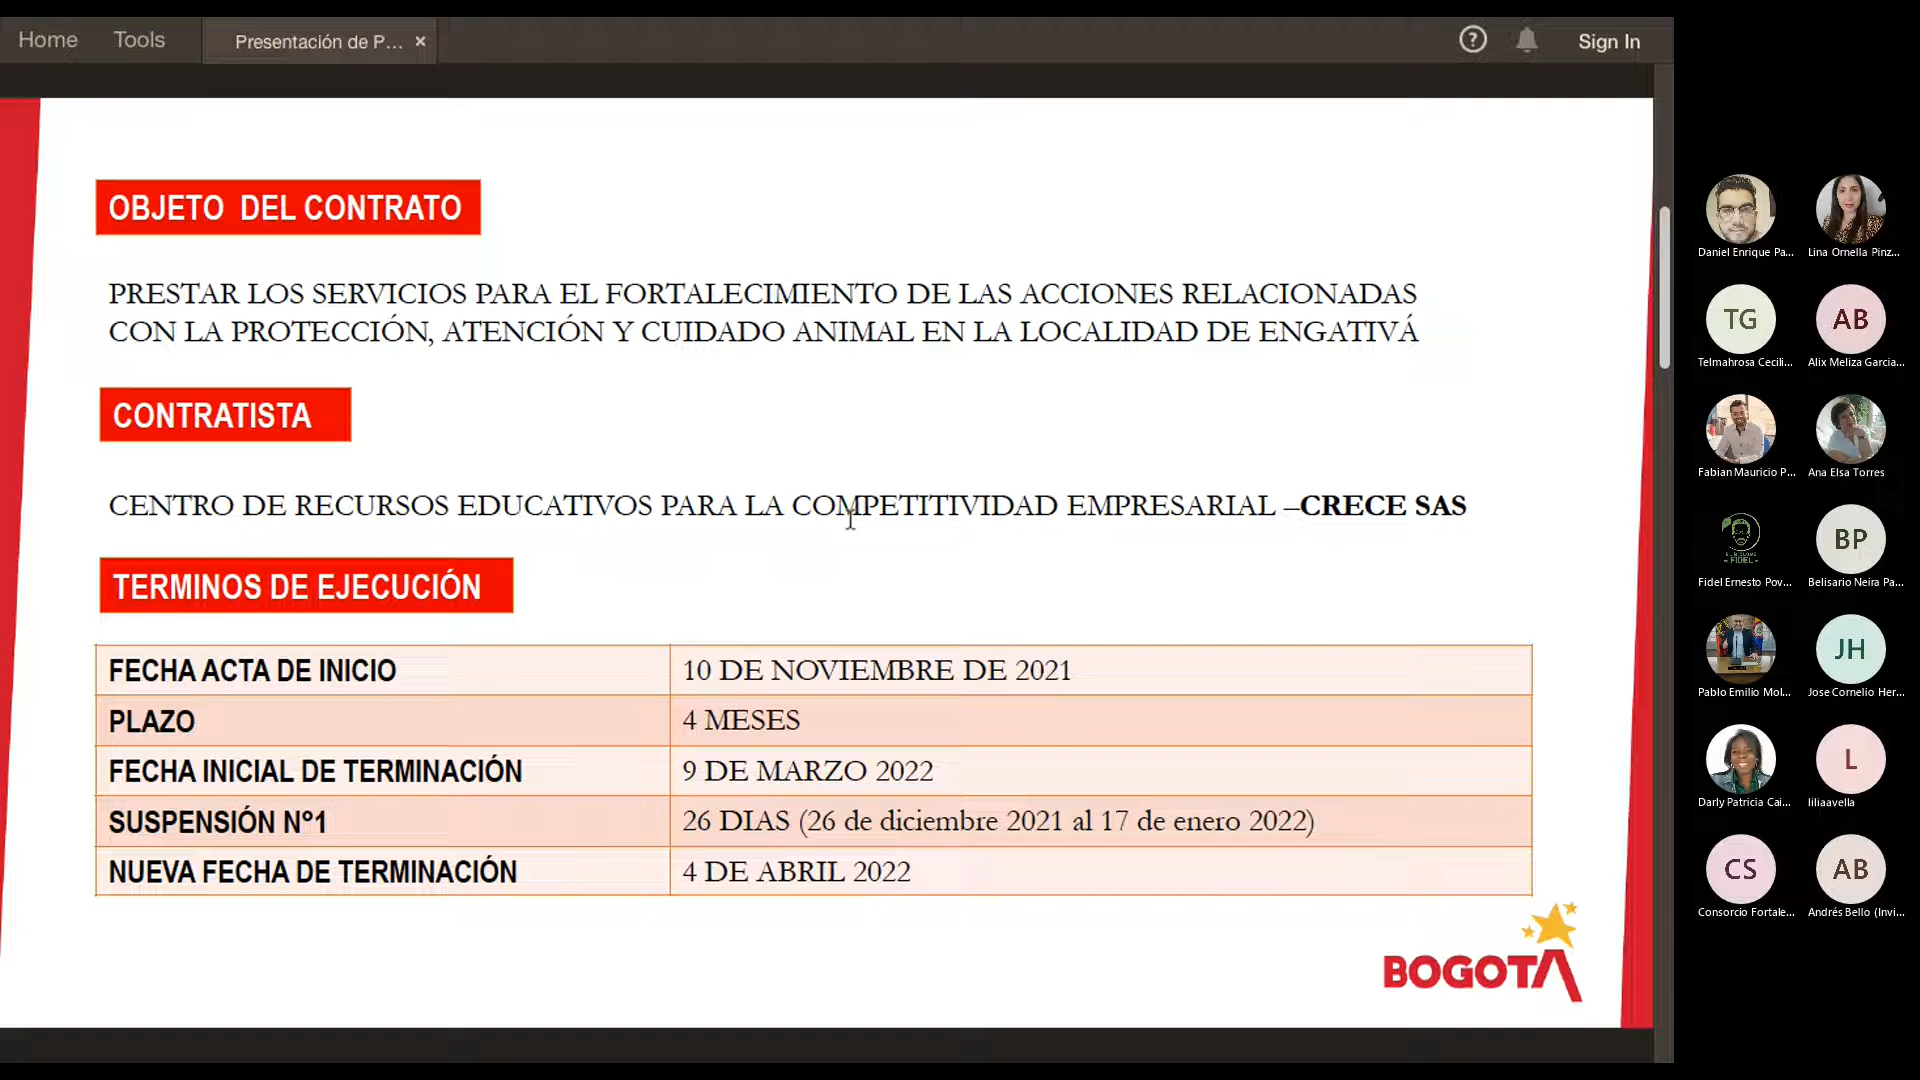 Home
Tools
Presentación de P... ×
Sign In
OBJETO DEL CONTRATO
PRESTAR LOS SERVICIOS PARA EL FORTALECIMIENTO DE LAS ACCIONES RELACIONADAS
CON LA PROTECCIÓN, ATENCIÓN Y CUIDADO ANIMAL EN LA LOCALIDAD DE ENGATIVÁ
CONTRATISTA
CENTRO DE RECURSOS EDUCATIVOS PARA LA COMPETITIVIDAD EMPRESARIAL –CRECE SAS
TERMINOS DE EJECUCIÓN
FECHA ACTA DE INICIO 10 DE NOVIEMBRE DE 2021
PLAZO 4 MESES
FECHA INICIAL DE TERMINACIÓN 9 DE MARZO 2022
SUSPENSIÓN N°1 26 DIAS (26 de diciembre 2021 al 17 de enero 2022)
NUEVA FECHA DE TERMINACIÓN 4 DE ABRIL 2022
BOGOTA
Daniel Enrique Pa...
Lina Ornella Pinz...
TG
AB
Telmahrosa Cecili...
Alix Meliza Garcia...
Fabian Mauricio P...
Ana Elsa Torres
FIDEL
BP
Fidel Ernesto Pov...
Belisario Neira Pa...
JH
Pablo Emilio Mol...
Jose Cornelio Her...
L
Darly Patricia Cai...
liliaavella
CS
AB
Consorcio Fortale...
Andrés Bello (Invi...